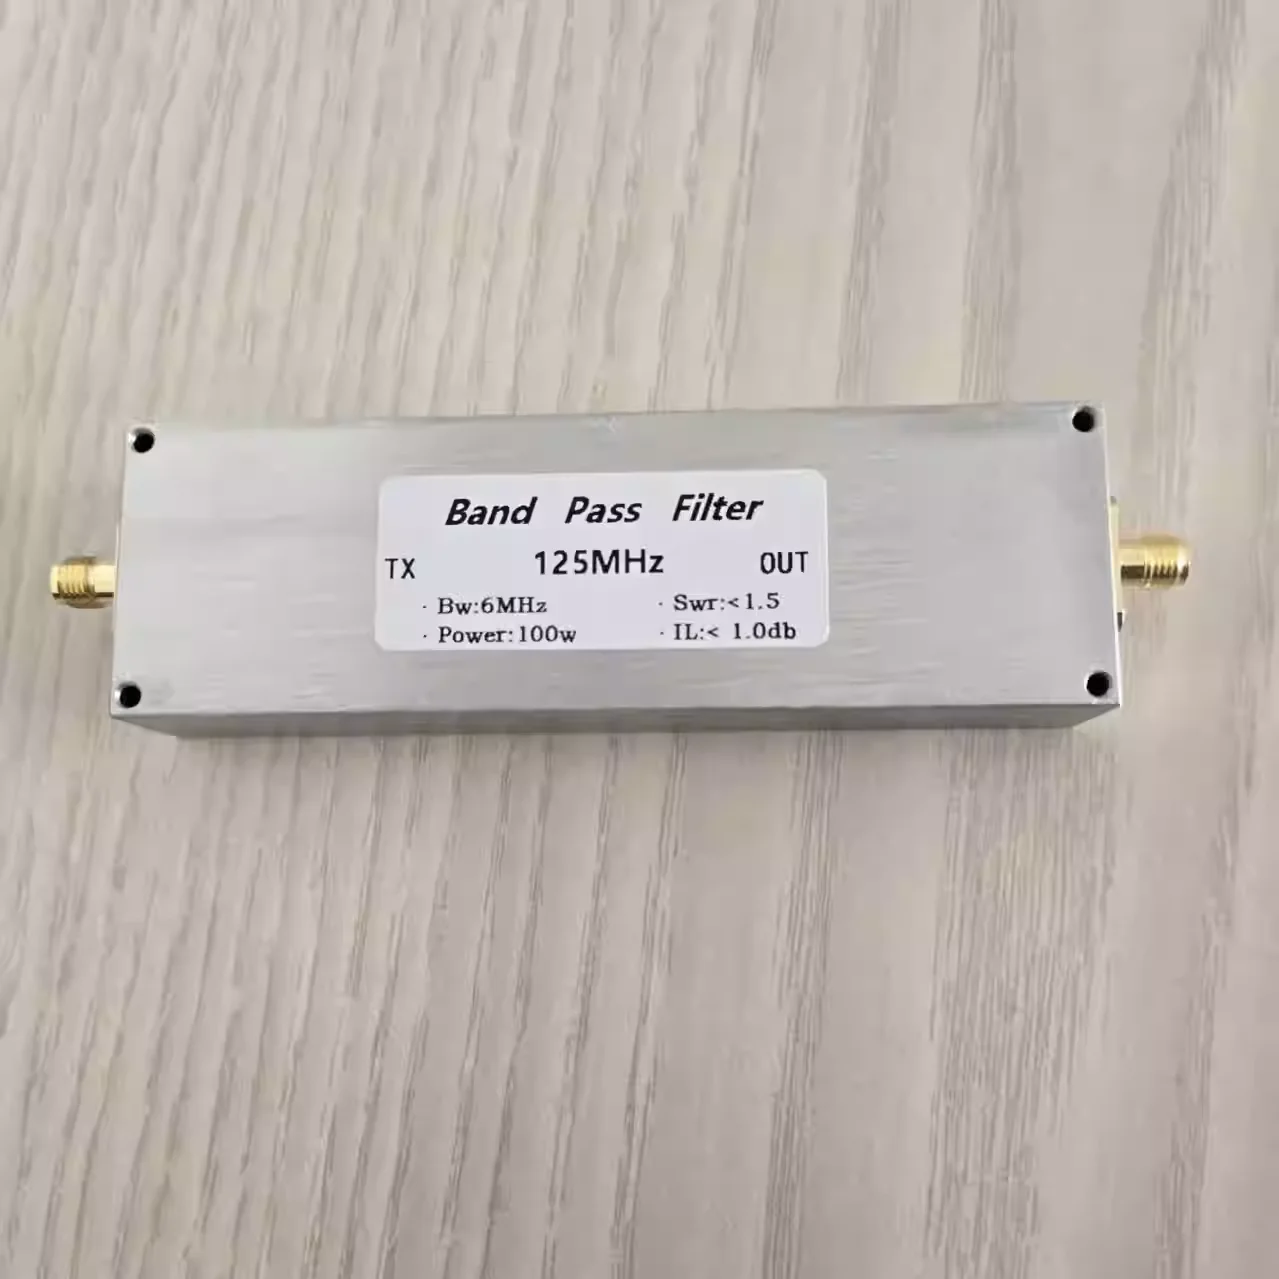 Band Pass Filter
TX 125MHz OUT
· Bw:6MHz · Swr:<1.5
· Power:100w · IL:< 1.0db